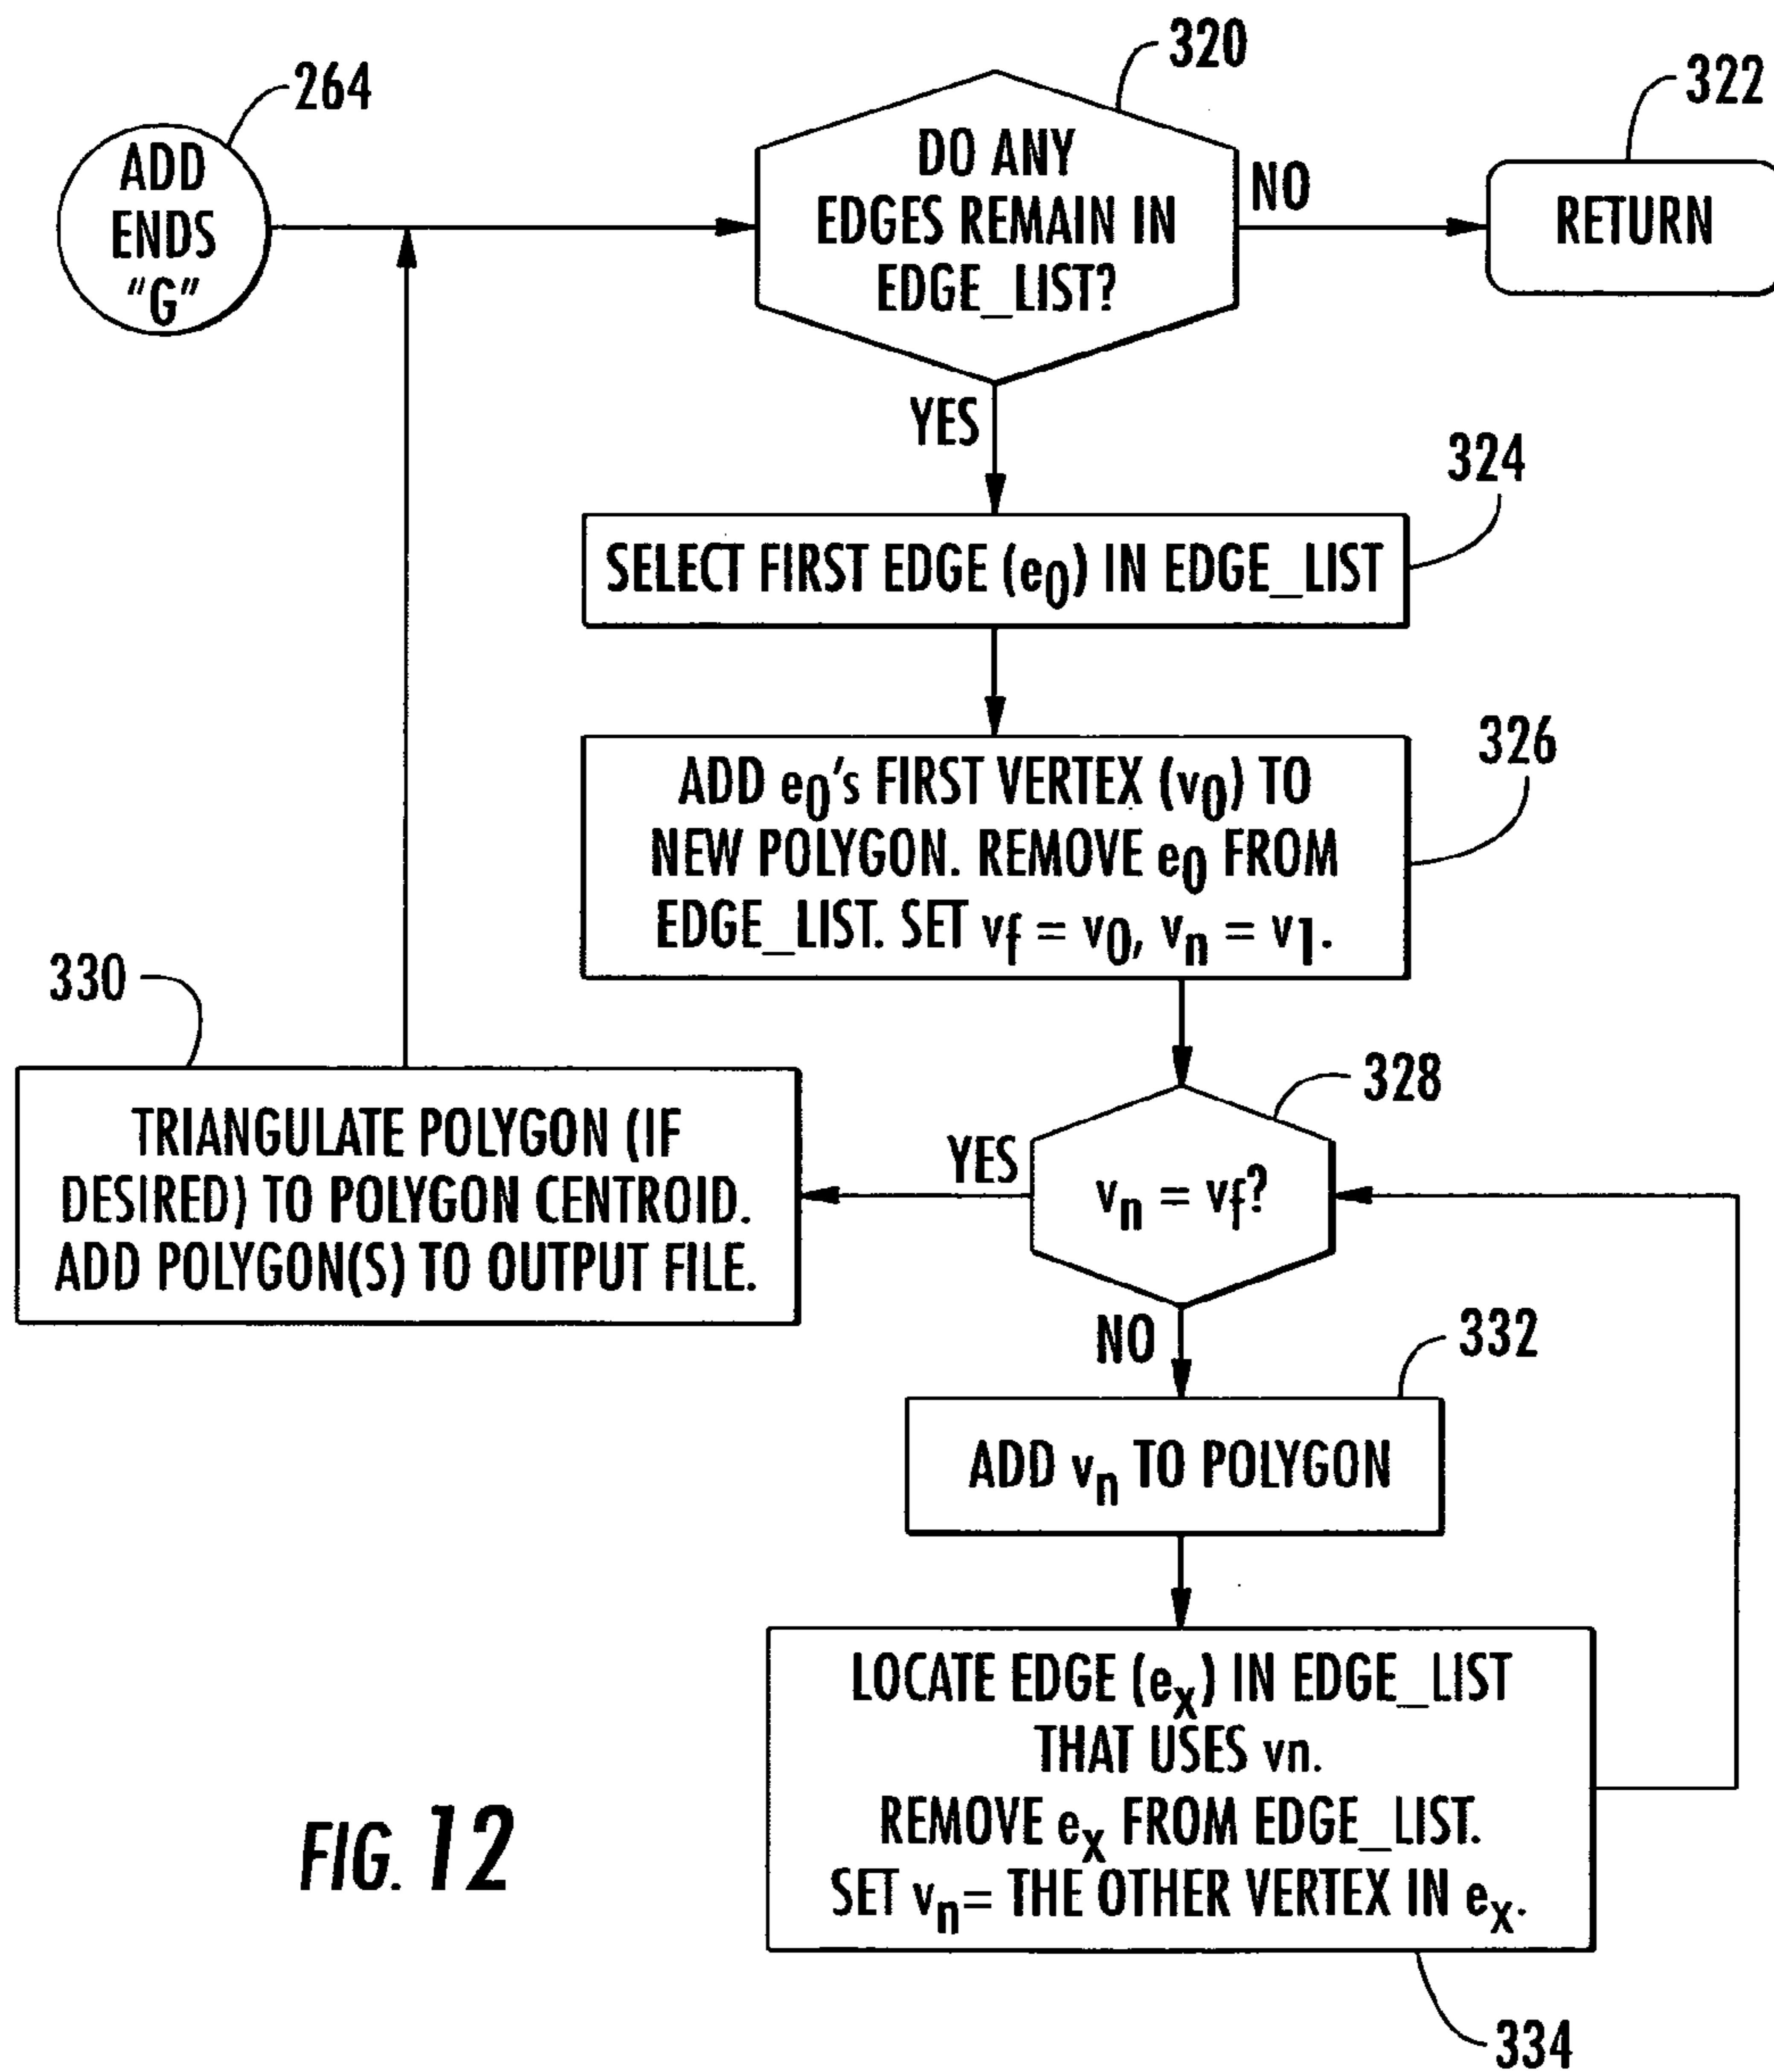 264
ADD
ENDS
"G"
320
DO ANY
EDGES REMAIN IN
EDGE_LIST?
NO
322
RETURN
YES
324
SELECT FIRST EDGE (e0) IN EDGE_LIST
326
ADD e0's FIRST VERTEX (v0) TO
NEW POLYGON. REMOVE e0 FROM
EDGE_LIST. SET vf = v0, vn = v1.
330
TRIANGULATE POLYGON (IF
DESIRED) TO POLYGON CENTROID.
ADD POLYGON(S) TO OUTPUT FILE.
YES
328
vn = vf?
NO
332
ADD vn TO POLYGON
LOCATE EDGE (ex) IN EDGE_LIST
THAT USES vn.
REMOVE ex FROM EDGE_LIST.
SET vn= THE OTHER VERTEX IN ex.
334
FIG. 12